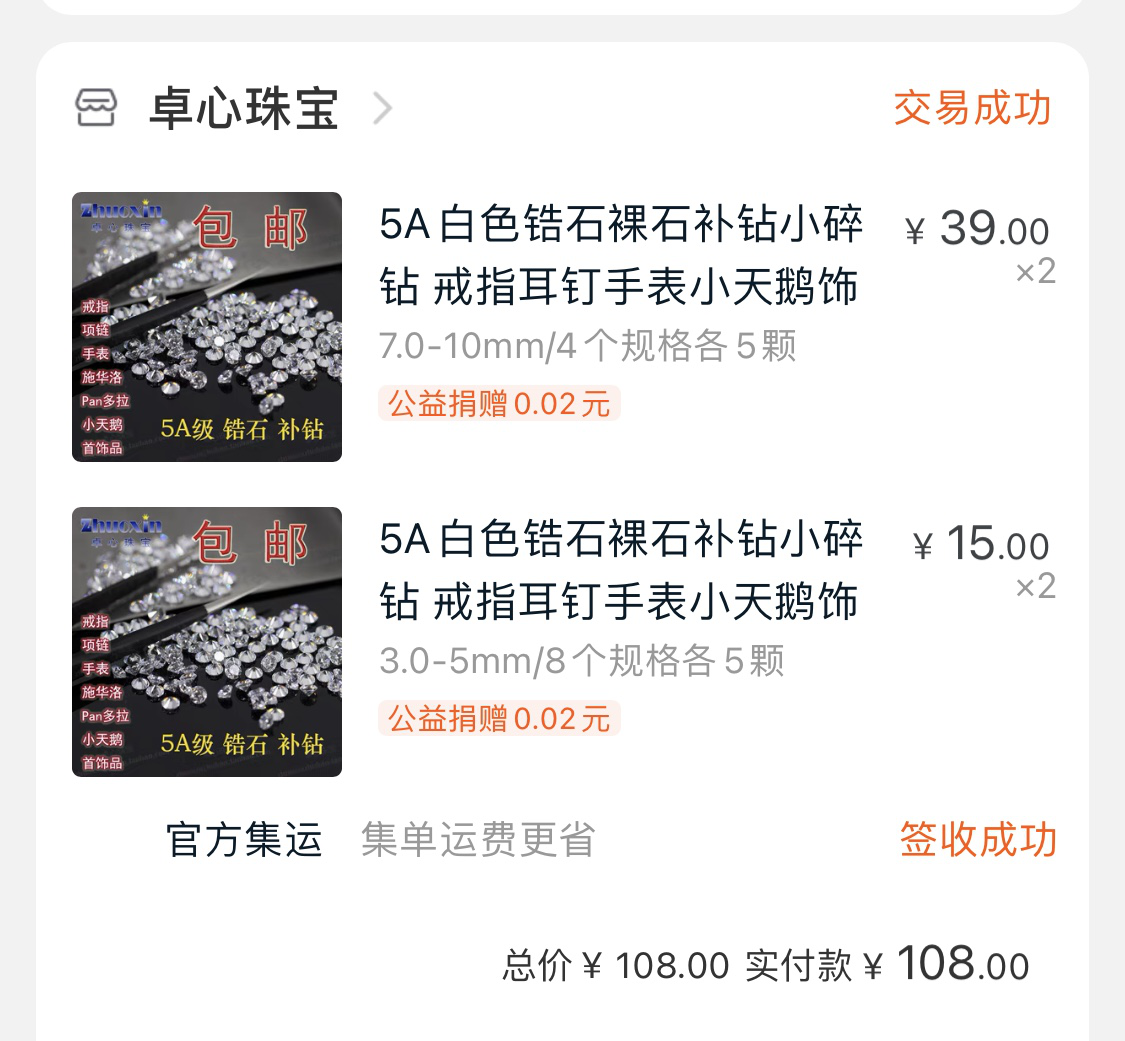 卓心珠宝
交易成功
Zhuoxin
卓心珠宝
包 邮
戒指
项链
手表
施华洛
Pan多拉
小天鹅
首饰品
5A级 锆石 补钻
5A白色锆石裸石补钻小碎
钻 戒指耳钉手表小天鹅饰
¥ 39.00
×2
7.0-10mm/4个规格各5颗
公益捐赠0.02元
Zhuoxin
卓心珠宝
包 邮
戒指
项链
手表
施华洛
Pan多拉
小天鹅
首饰品
5A级 锆石 补钻
5A白色锆石裸石补钻小碎
钻 戒指耳钉手表小天鹅饰
¥ 15.00
×2
3.0-5mm/8个规格各5颗
公益捐赠0.02元
官方集运 集单运费更省 签收成功
总价 ¥ 108.00 实付款 ¥ 108.00